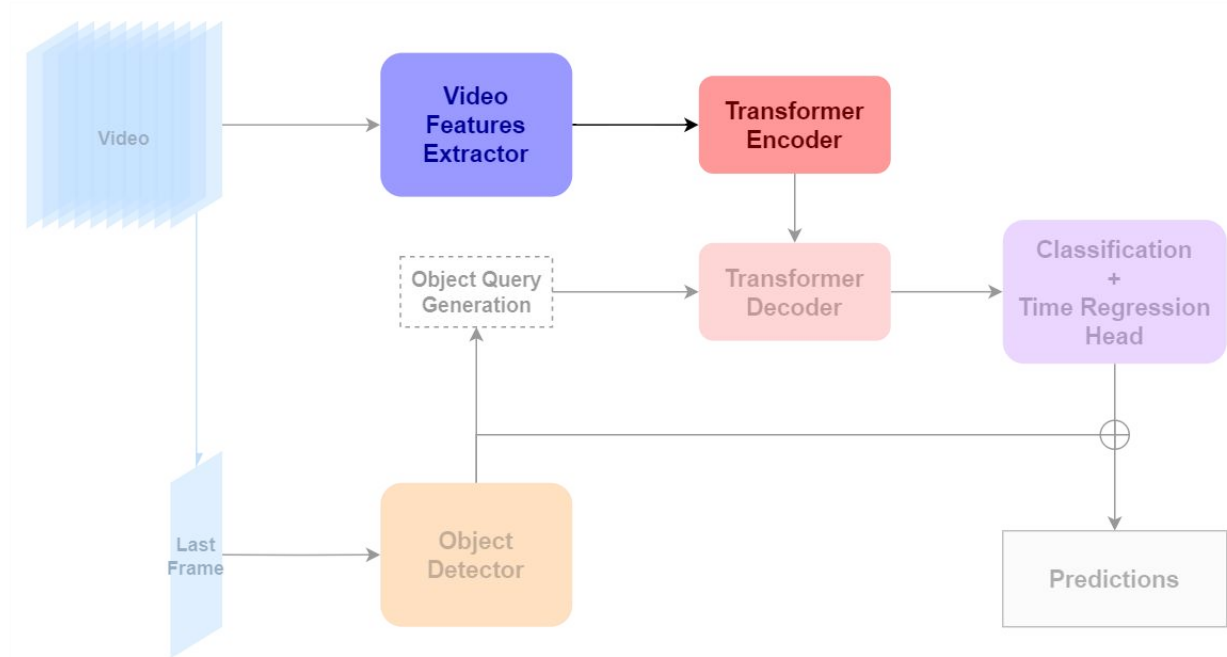 Video
Video
Features
Extractor
Transformer
Encoder
Object Query
Generation
Transformer
Decoder
Classification
+
Time Regression
Head
Last
Frame
Object
Detector
Predictions